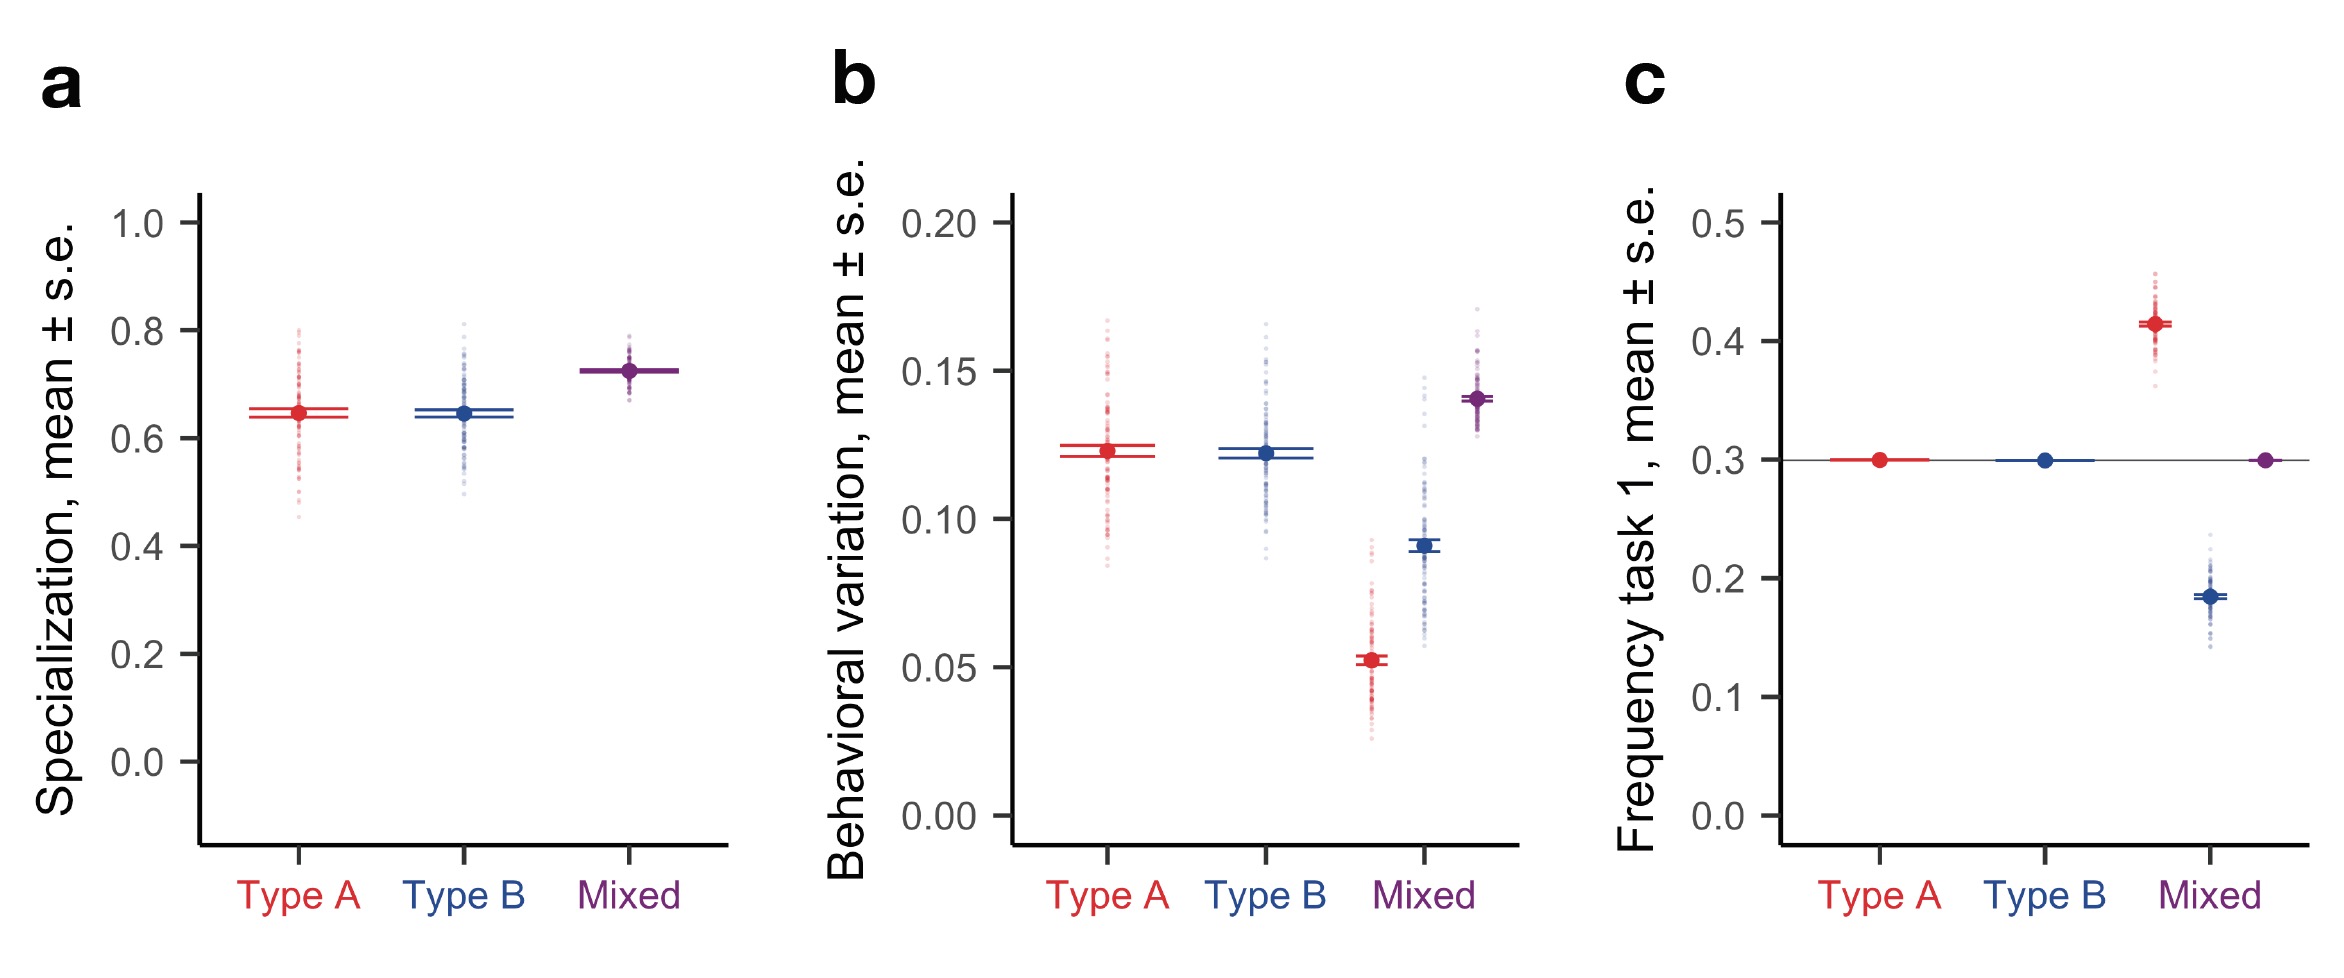 a
Specialization, mean ± s.e.
1.0
0.8
0.6
0.4
0.2
0.0
Type A Type B Mixed
b
Behavioral variation, mean ± s.e.
0.20
0.15
0.10
0.05
0.00
Type A Type B Mixed
c
Frequency task 1, mean ± s.e.
0.5
0.4
0.3
0.2
0.1
0.0
Type A Type B Mixed